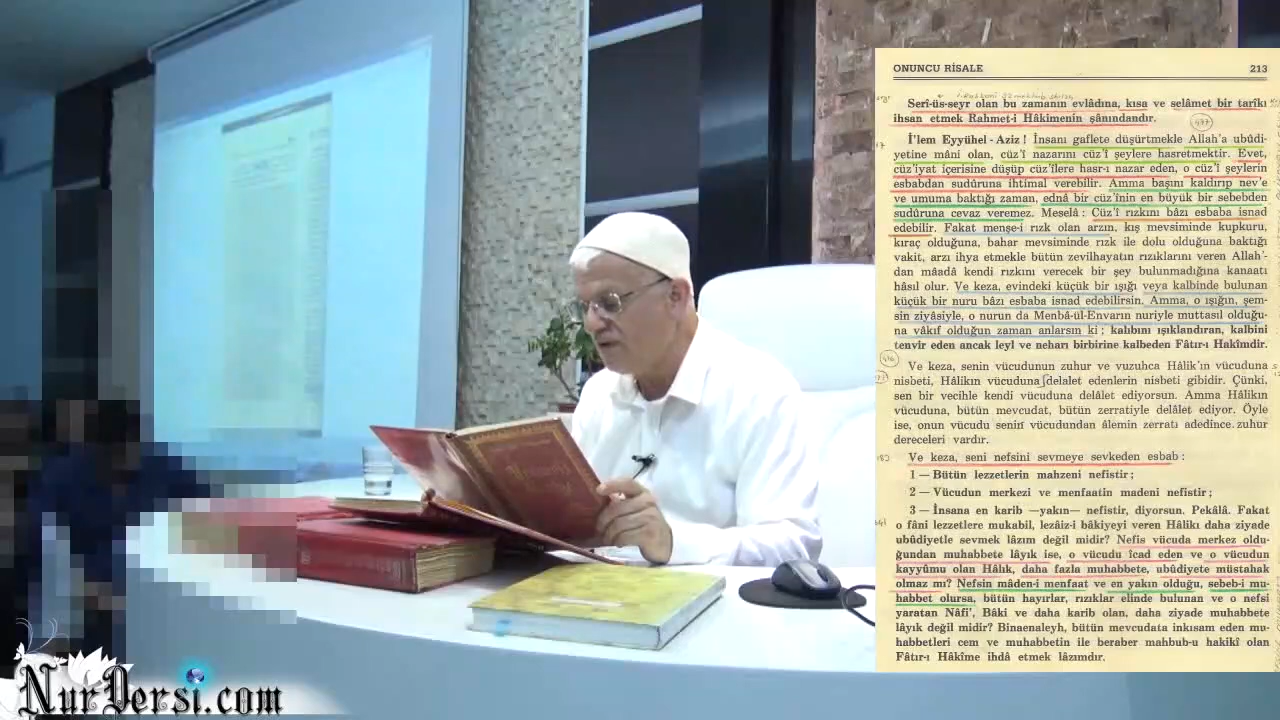 ONUNCU RİSALE 213
Serî-üs-seyr olan bu zamanın evlâdına, kısa ve selâmet bir tarîkı
ihsan etmek Rahmet-i Hâkimenin şânındandır.
İ'lem Eyyühel-Aziz! İnsanı gaflete düşürtmekle Allah'a ubûdi-
yetine mâni olan, cüz'î nazarını cüz'î şeylere hasretmektir. Evet,
cüz'iyat içerisine düşüp cüz'îlere hasr-ı nazar eden, o cüz'î şeylerin
esbabdan sudûruna ihtimal verebilir. Amma başını kaldırıp nev'e
ve umuma baktığı zaman, ednâ bir cüz'înin en büyük bir sebebden
sudûruna cevaz veremez. Meselâ: Cüz'î rızkını bâzı esbaba isnad
edebilir. Fakat menşe-i rızk olan arzın, kış mevsiminde kupkuru,
kıraç olduğuna, bahar mevsiminde rızk ile dolu olduğuna baktığı
vakit, arzı ihya etmekle bütün zevilhayatın rızıklarını veren Allah'-
dan mâadâ kendi rızkını verecek bir şey bulunmadığına kanaatı
hâsıl olur. Ve keza, evindeki küçük bir ışığı veya kalbinde bulunan
küçük bir nuru bâzı esbaba isnad edebilirsin. Amma, o ışığın, şem-
sin ziyâsiyle, o nurun da Menbâ-ül-Envarın nuriyle muttasıl olduğu-
na vâkıf olduğun zaman anlarsın ki; kalıbını ışıklandıran, kalbini
tenvir eden ancak leyl ve neharı birbirine kalbeden Fâtır-ı Hakîmdir.
Ve keza, senin vücudunun zuhur ve vuzuhca Hâlik'ın vücuduna
nisbeti, Hâlikın vücuduna delalet edenlerin nisbeti gibidir. Çünki,
sen bir vecihle kendi vücuduna delâlet ediyorsun. Amma Hâlikın
vücuduna, bütün mevcudat, bütün zerratiyle delâlet ediyor. Öyle
ise, onun vücudu senin vücudundan âlemin zerratı adedince zuhur
dereceleri vardır.
Ve keza, seni nefsini sevmeye sevkeden esbab:
1 — Bütün lezzetlerin mahzeni nefistir;
2 — Vücudun merkezi ve menfaatin madeni nefistir;
3 — İnsana en karib —yakın— nefistir, diyorsun. Pekâlâ. Fakat
o fâni lezzetlere mukabil, lezâiz-i bâkiyeyi veren Hâlikı daha ziyade
ubûdiyetle sevmek lâzım değil midir? Nefis vücuda merkez oldu-
ğundan muhabbete lâyık ise, o vücudu îcad eden ve o vücudun
kayyûmu olan Hâlık, daha fazla muhabbete, ubûdiyete müstahak
olmaz mı? Nefsin mâden-i menfaat ve en yakın olduğu, sebeb-i mu-
habbet olursa, bütün hayırlar, rızıklar elinde bulunan ve o nefsi
yaratan Nâfi', Bâki ve daha karib olan, daha ziyade muhabbete
lâyık değil midir? Binaenaleyh, bütün mevcudata inkısam eden mu-
habbetleri cem ve muhabbetin ile beraber mahbub-u hakikî olan
Fâtır-ı Hâkîme ihdâ etmek lâzımdır.
NurDersi.com